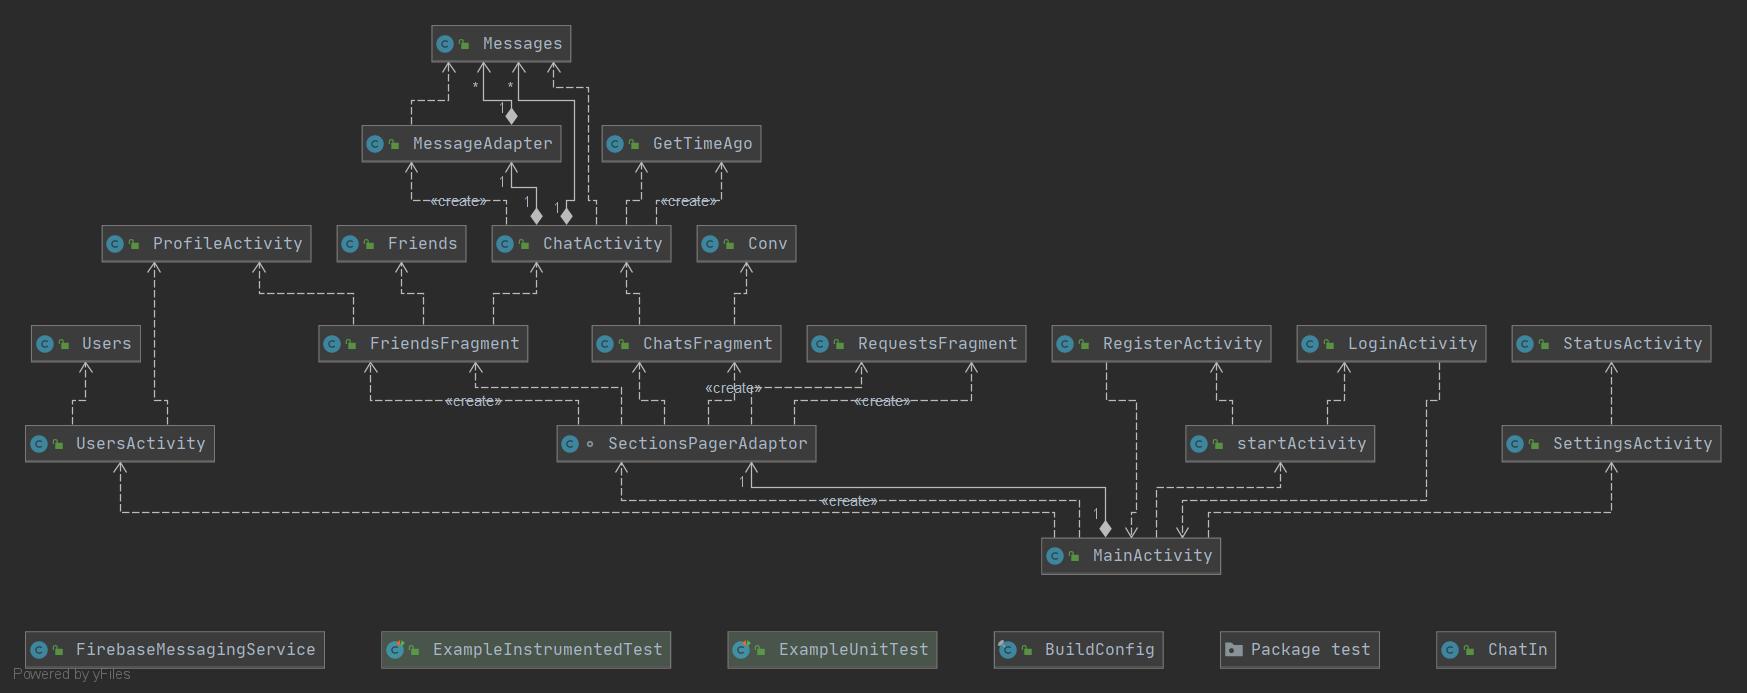 Messages
*
*
1
MessageAdapter
GetTimeAgo
1
«create»
1
1
«create»
ProfileActivity
Friends
ChatActivity
Conv
Users
FriendsFragment
ChatsFragment
RequestsFragment
RegisterActivity
LoginActivity
StatusActivity
«create»
«create»
«create»
UsersActivity
SectionsPagerAdaptor
startActivity
SettingsActivity
1
«create»
1
MainActivity
FirebaseMessagingService
ExampleInstrumentedTest
ExampleUnitTest
BuildConfig
Package test
ChatIn
Powered by yFiles